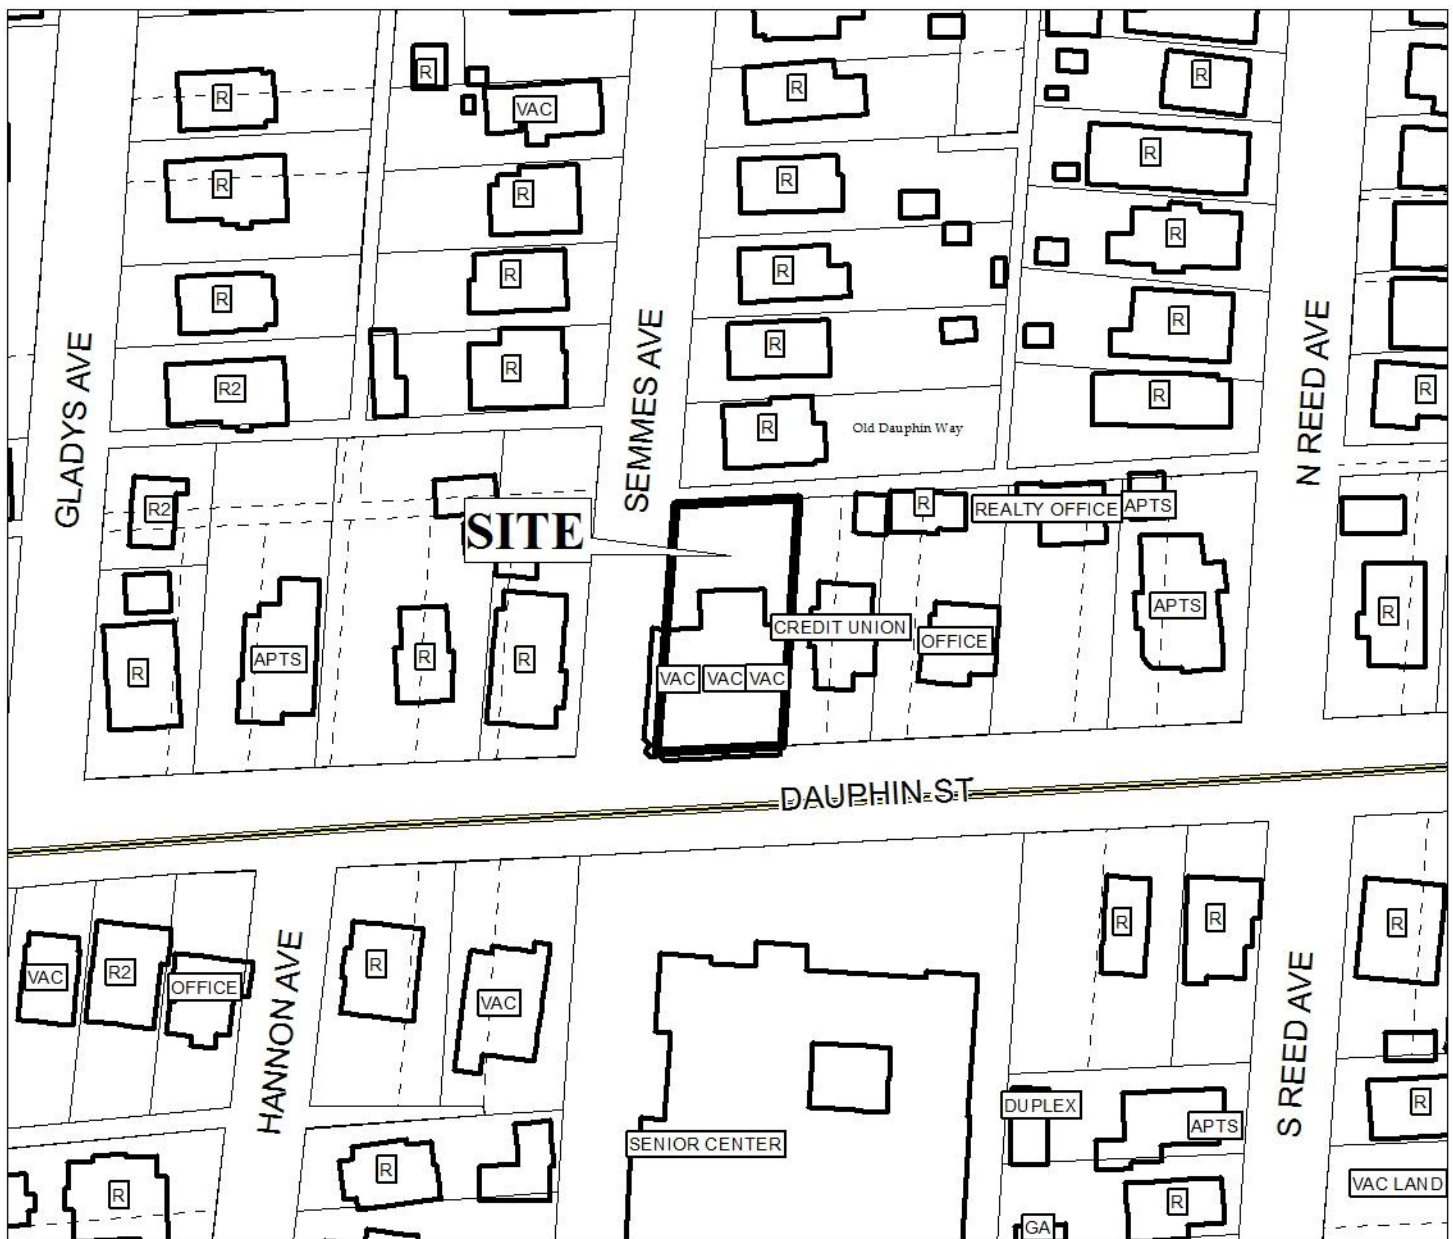 R
R
VAC
R
R
R
R
R
R
R
R
R
R
R
R
R
R
R2
R
R
R
R
R
Old Dauphin Way
GLADYS AVE
SEMMES AVE
N REED AVE
R2
SITE
R
REALTY OFFICE
APTS
R
APTS
R
R
VAC
VAC
VAC
CREDIT UNION
OFFICE
APTS
R
DAUPHIN ST
VAC
R2
OFFICE
HANNON AVE
R
VAC
R
R
R
S REED AVE
SENIOR CENTER
DUPLEX
APTS
R
R
R
GA
R
VAC LAND